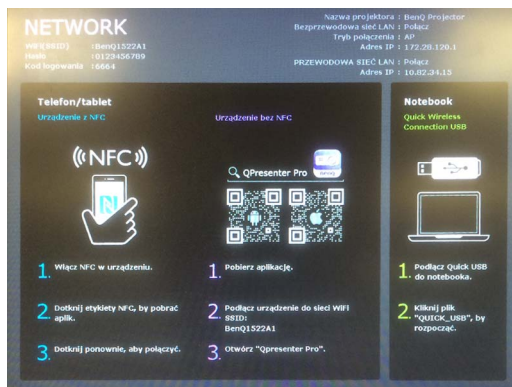 NETWORK
WiFi(SSID) :BenQ1522A1
Hasło :0123456789
Kod logowania :6664
Nazwa projektora : BenQ Projector
Bezprzewodowa sieć LAN : Połącz
Tryb połączenia : AP
Adres IP : 172.28.120.1
PRZEWODOWA SIEĆ LAN : Połącz
Adres IP : 10.82.34.15
Telefon/tablet
Urządzenie z NFC
NFC
1. Włącz NFC w urządzeniu.
2. Dotknij etykiety NFC, by pobrać
aplik.
3. Dotknij ponownie, aby połączyć.
Urządzenie bez NFC
QPresenter Pro
1. Pobierz aplikację.
2. Podłącz urządzenie do sieci WiFi
SSID:
BenQ1522A1
3. Otwórz "Qpresenter Pro".
Notebook
Quick Wireless
Connection USB
1. Podłącz Quick USB
do notebooka.
2. Kliknij plik
"QUICK_USB", by
rozpocząć.